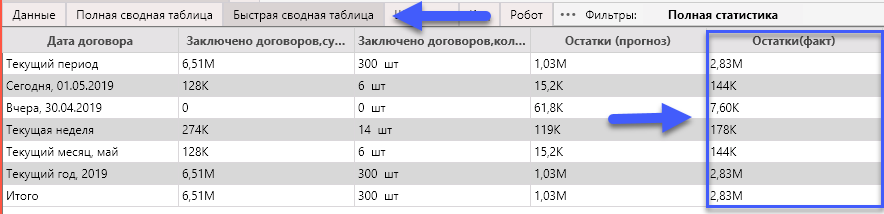 Данные Полная сводная таблица Быстрая сводная таблица Робот ••• Фильтры: Полная статистика
Дата договора Заключено договоров,су... Заключено договоров,кол... Остатки (прогноз) Остатки(факт)
Текущий период 6,51M 300 шт 1,03M 2,83M
Сегодня, 01.05.2019 128K 6 шт 15,2K 144K
Вчера, 30.04.2019 0 0 шт 61,8K 7,60K
Текущая неделя 274K 14 шт 119K 178K
Текущий месяц, май 128K 6 шт 15,2K 144K
Текущий год, 2019 6,51M 300 шт 1,03M 2,83M
Итого 6,51M 300 шт 1,03M 2,83M